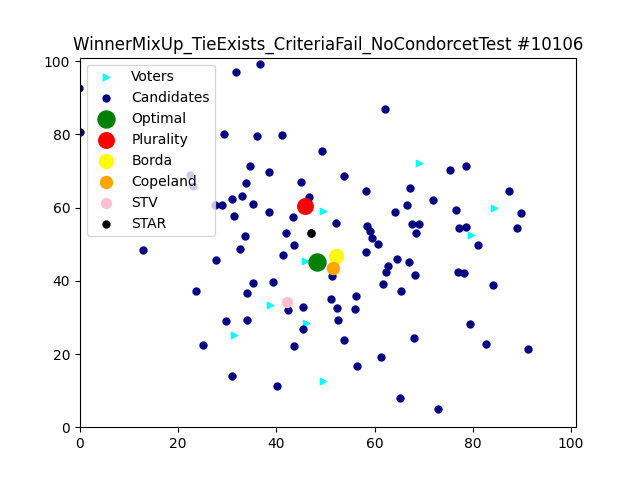 WinnerMixUp_TieExists_CriteriaFail_NoCondorcetTest #10106
100
80
60
40
20
0
0 20 40 60 80 100
Voters
Candidates
Optimal
Plurality
Borda
Copeland
STV
STAR